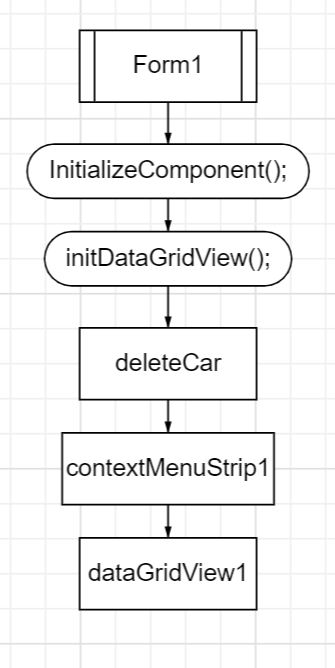 Form1
InitializeComponent();
initDataGridView();
deleteCar
contextMenuStrip1
dataGridView1